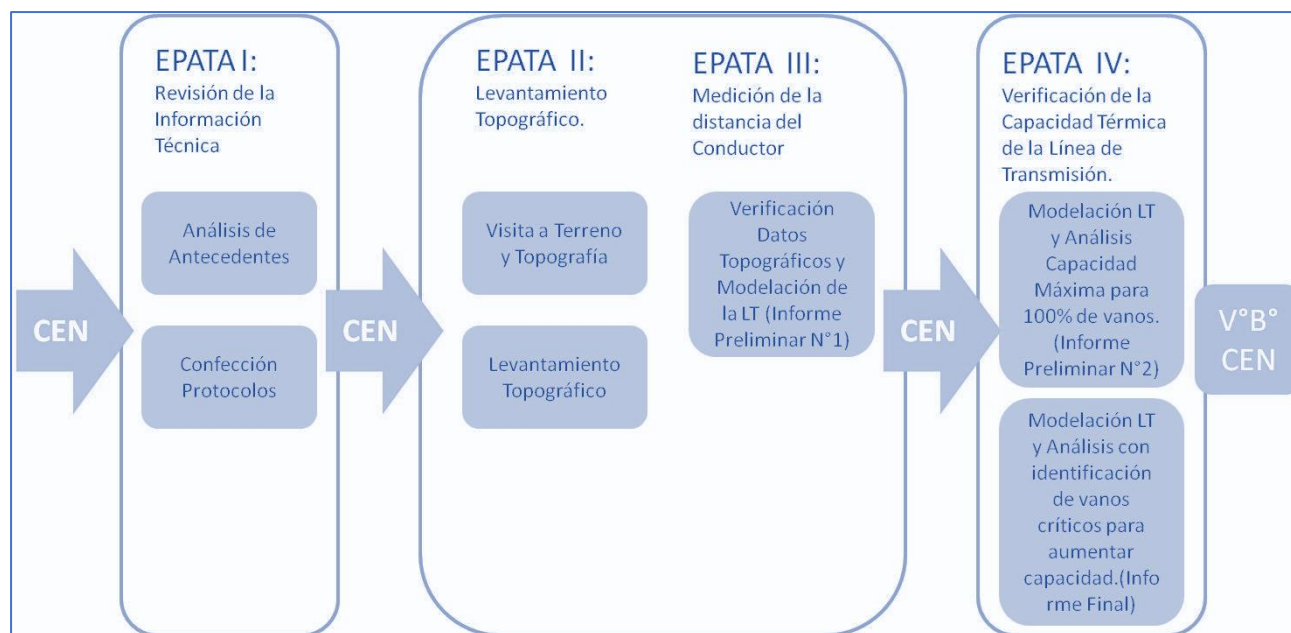 CEN
EPATA I:
Revisión de la
Información
Técnica
Análisis de
Antecedentes
Confección
Protocolos
CEN
EPATA II:
Levantamiento
Topográfico.
Visita a Terreno
y Topografía
Levantamiento
Topográfico
EPATA III:
Medición de la
distancia del
Conductor
Verificación
Datos
Topográficos y
Modelación de
la LT (Informe
Preliminar N°1)
CEN
EPATA IV:
Verificación de la
Capacidad Térmica
de la Línea de
Transmisión.
Modelación LT
y Análisis
Capacidad
Máxima para
100% de vanos.
(Informe
Preliminar N°2)
Modelación LT
y Análisis con
identificación
de vanos
críticos para
aumentar
capacidad.(Info
rme Final)
V°B°
CEN